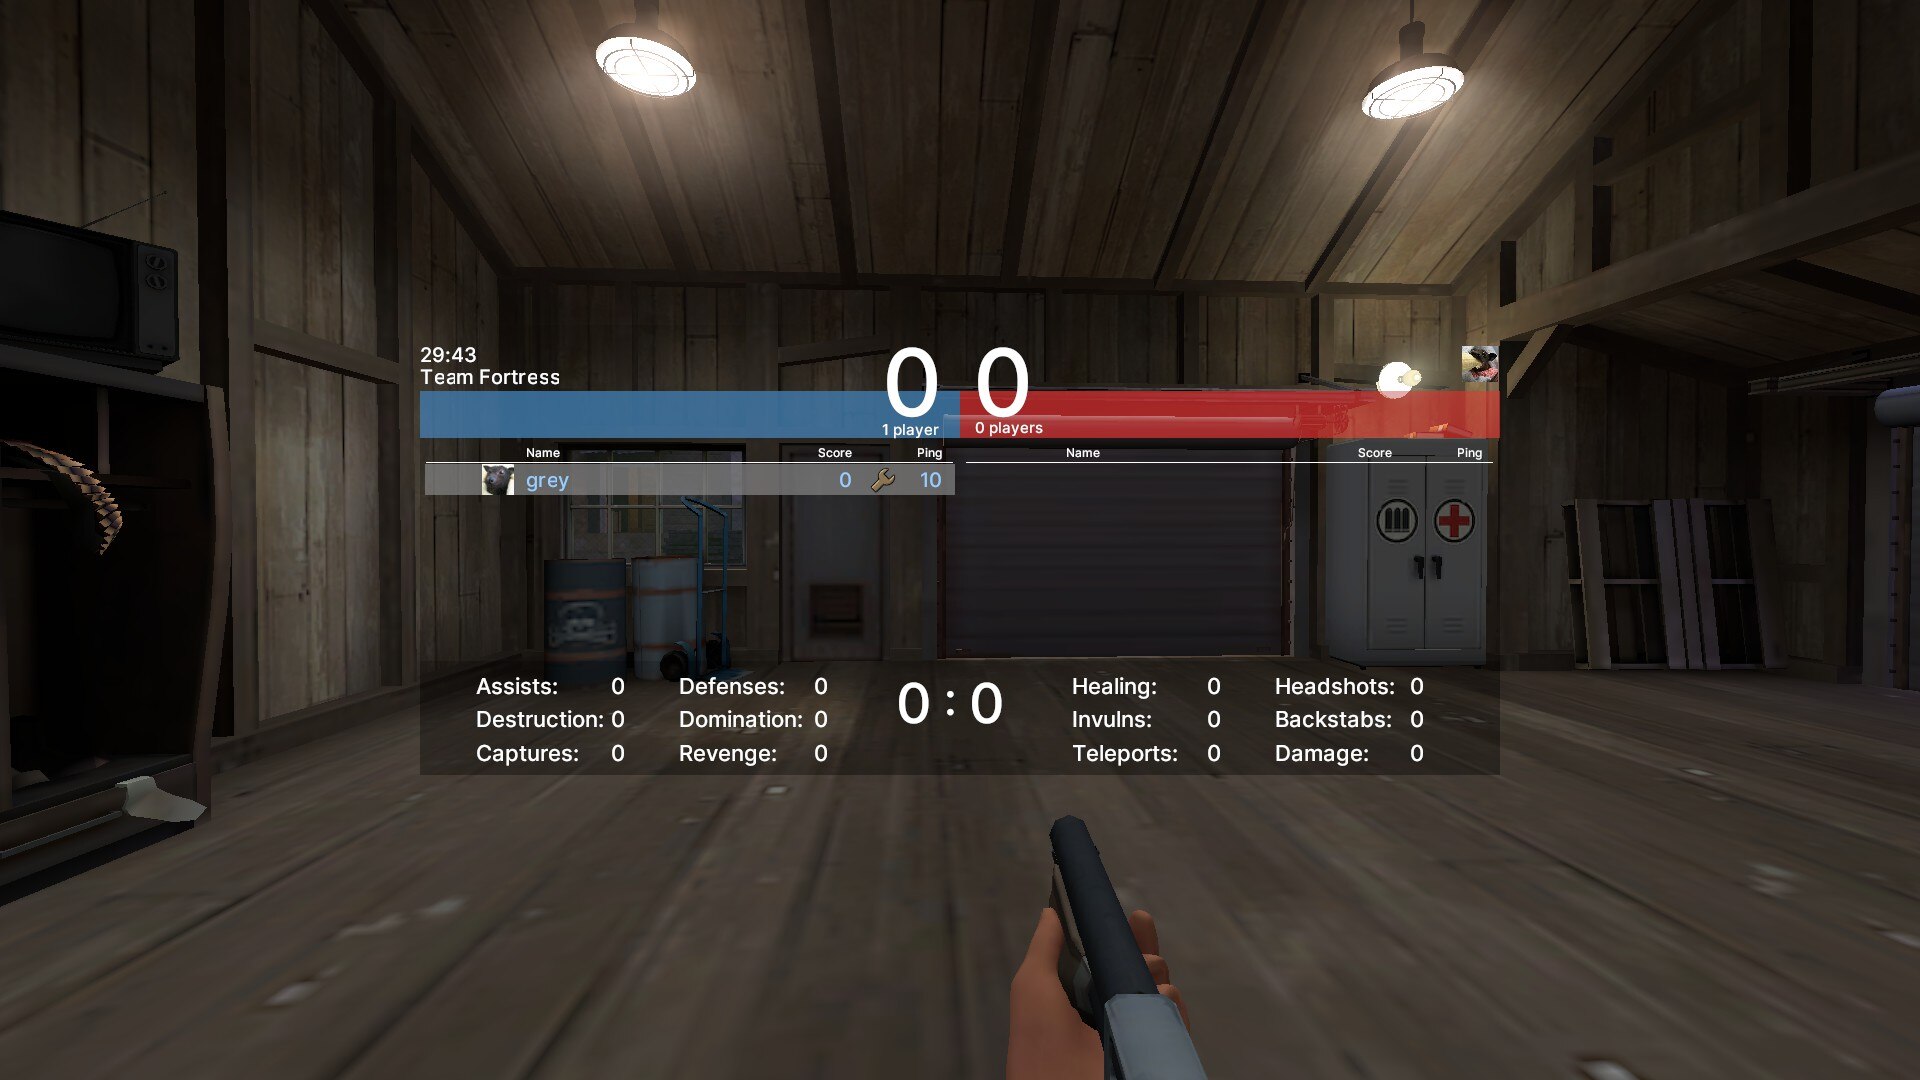 29:43
Team Fortress
0 0
1 player 0 players
Name Score Ping Name Score Ping
grey 0 10
Assists: 0 Defenses: 0 0 : 0 Healing: 0 Headshots: 0
Destruction: 0 Domination: 0 Invulns: 0 Backstabs: 0
Captures: 0 Revenge: 0 Teleports: 0 Damage: 0